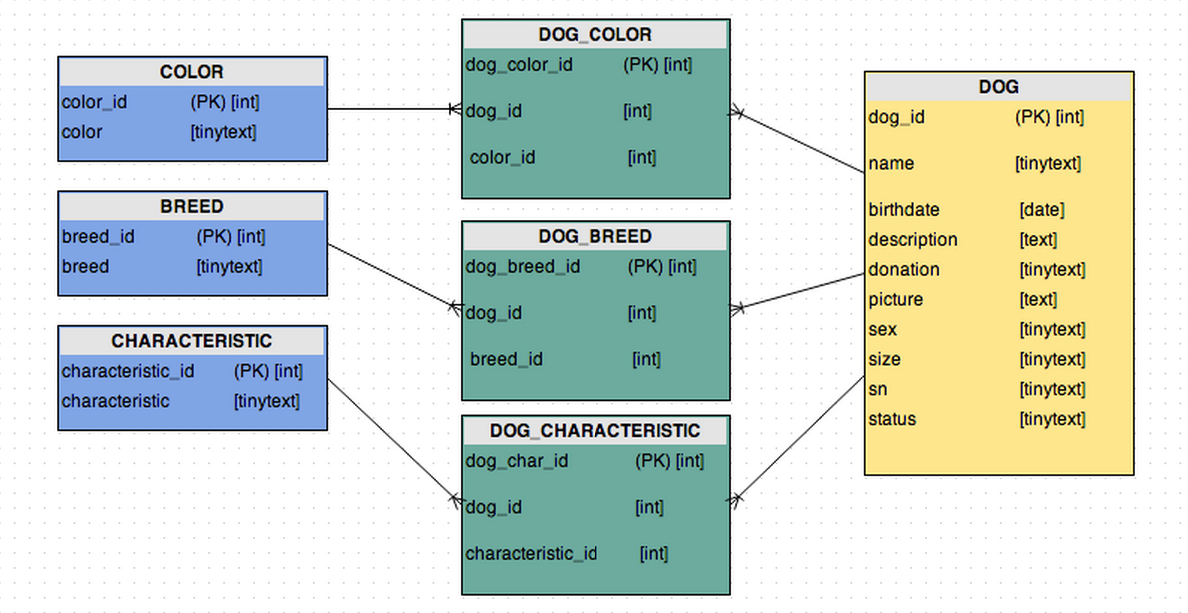 COLOR
color_id (PK) [int]
color [tinytext]
BREED
breed_id (PK) [int]
breed [tinytext]
CHARACTERISTIC
characteristic_id (PK) [int]
characteristic [tinytext]
DOG_COLOR
dog_color_id (PK) [int]
dog_id [int]
color_id [int]
DOG_BREED
dog_breed_id (PK) [int]
dog_id [int]
breed_id [int]
DOG_CHARACTERISTIC
dog_char_id (PK) [int]
dog_id [int]
characteristic_id [int]
DOG
dog_id (PK) [int]
name [tinytext]
birthdate [date]
description [text]
donation [tinytext]
picture [text]
sex [tinytext]
size [tinytext]
sn [tinytext]
status [tinytext]